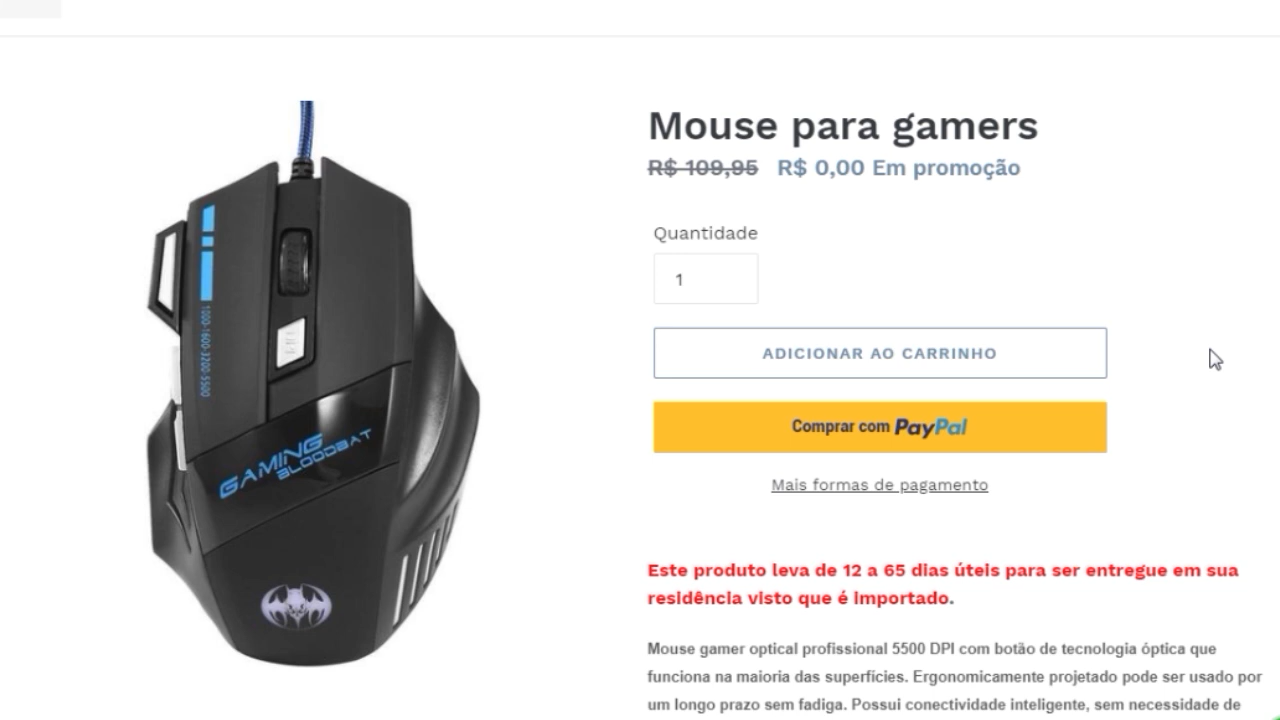 Mouse para gamers
R$ 109,95 R$ 0,00 Em promoção
Quantidade
1
ADICIONAR AO CARRINHO
Comprar com PayPal
Mais formas de pagamento
Este produto leva de 12 a 65 dias úteis para ser entregue em sua
residência visto que é importado.
Mouse gamer optical profissional 5500 DPI com botão de tecnologia óptica que
funciona na maioria das superfícies. Ergonomicamente projetado pode ser usado por
um longo prazo sem fadiga. Possui conectividade inteligente, sem necessidade de
1000-1600-3200-5500
GAMING
BLOODBAT